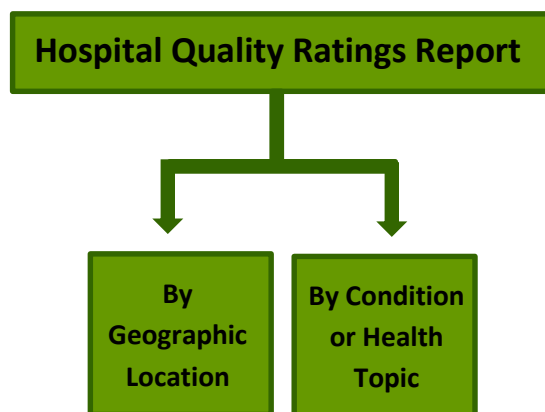 Hospital Quality Ratings Report
By
Geographic
Location
By Condition
or Health
Topic